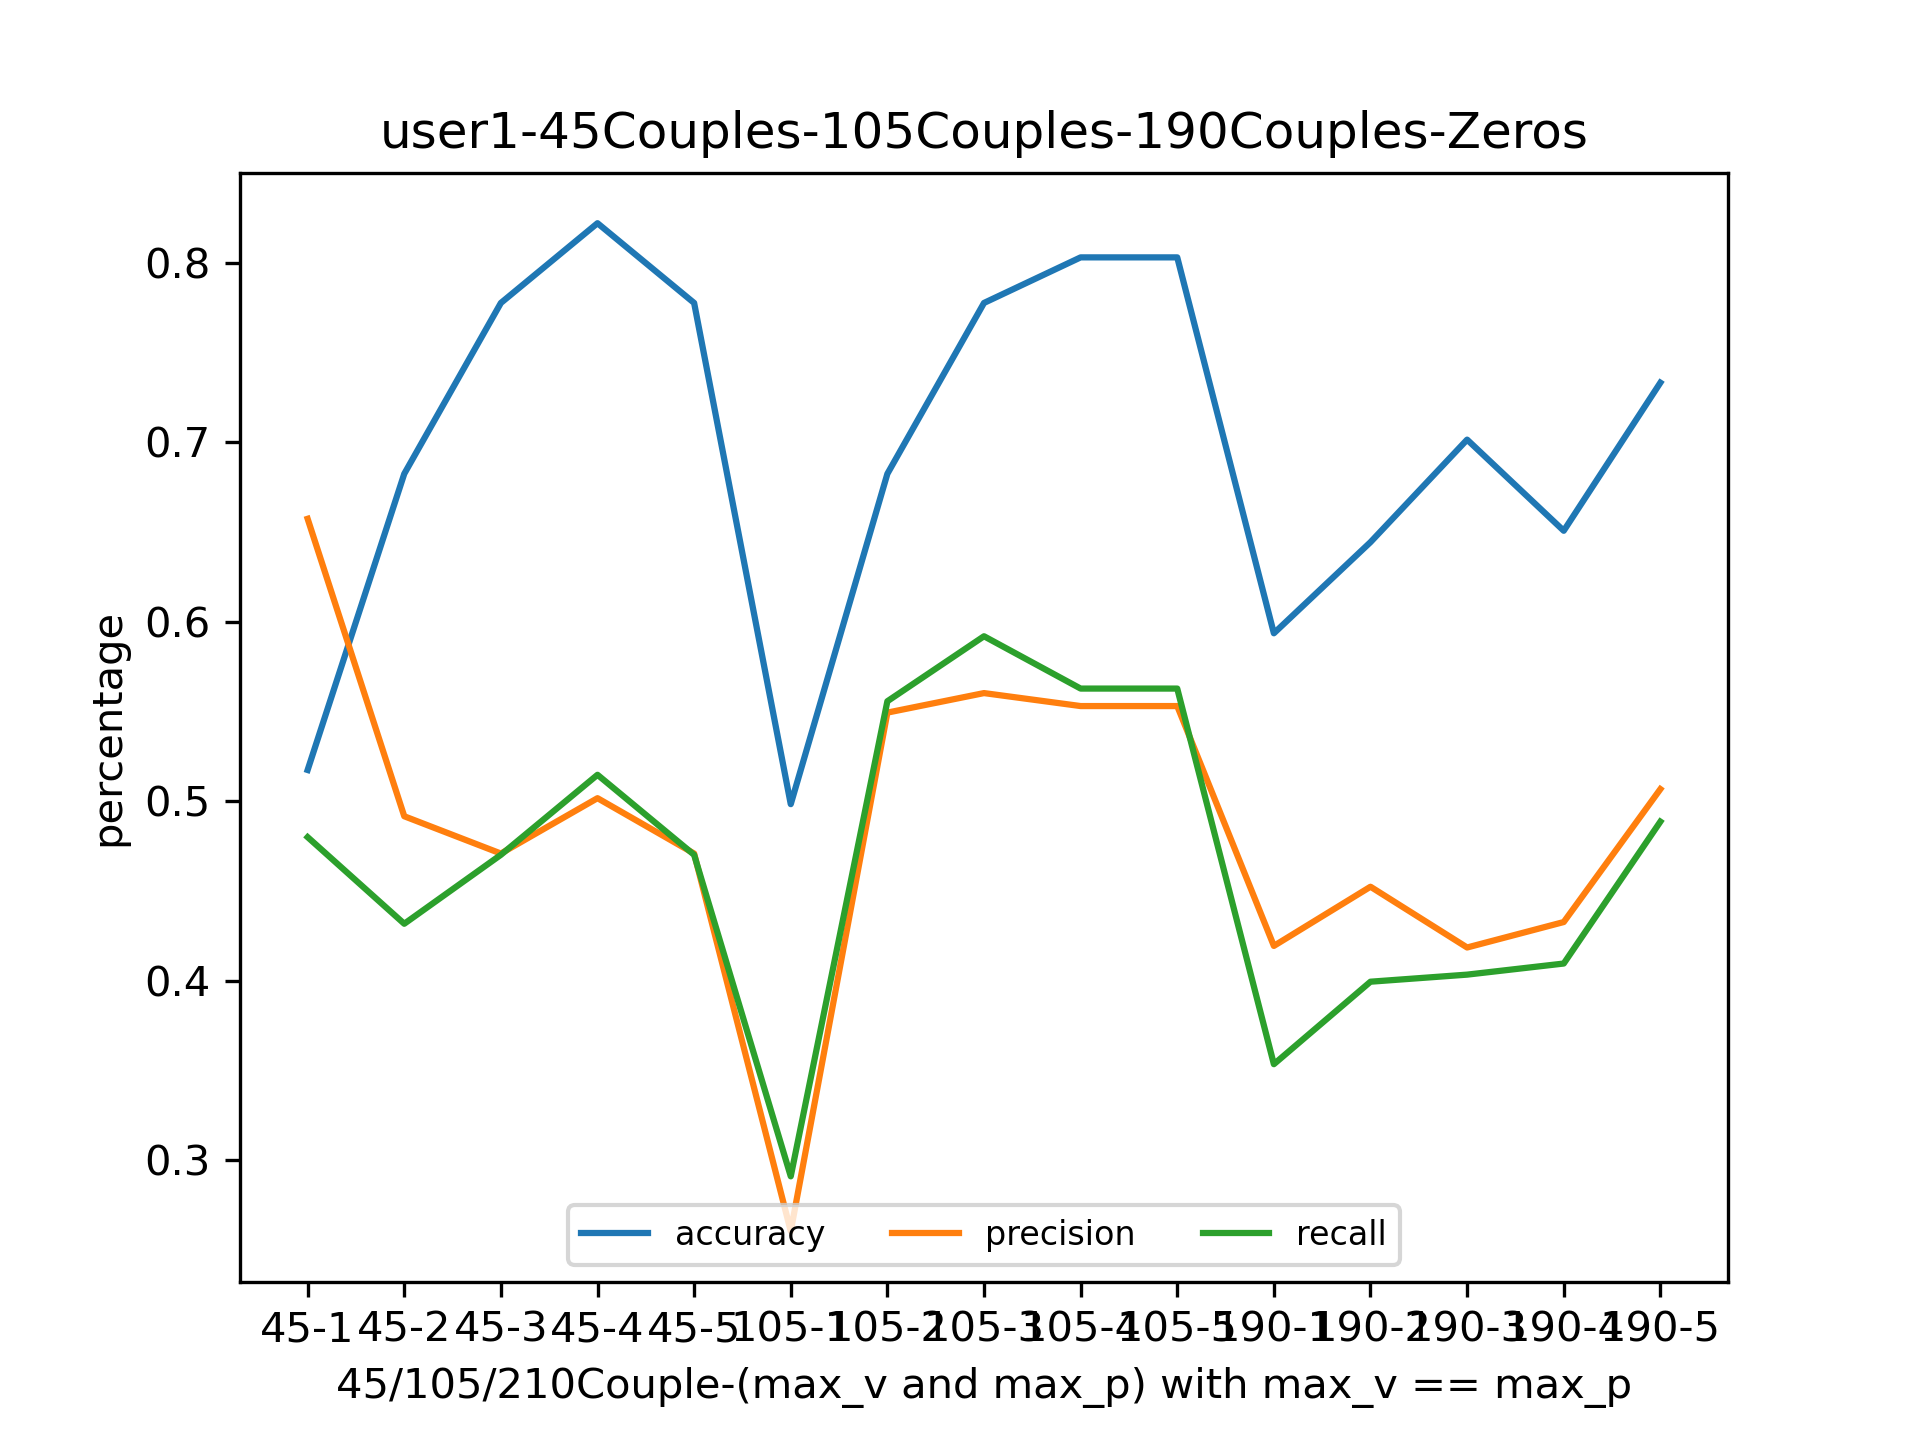 user1-45Couples-105Couples-190Couples-Zeros
0.8
0.7
0.6
0.5
0.4
0.3
percentage
accuracy precision recall
45-1 45-2 45-3 45-4 45-5 105-1 105-2 105-3 105-4 105-5 190-1 190-2 190-3 190-4 190-5
45/105/210Couple-(max_v and max_p) with max_v == max_p